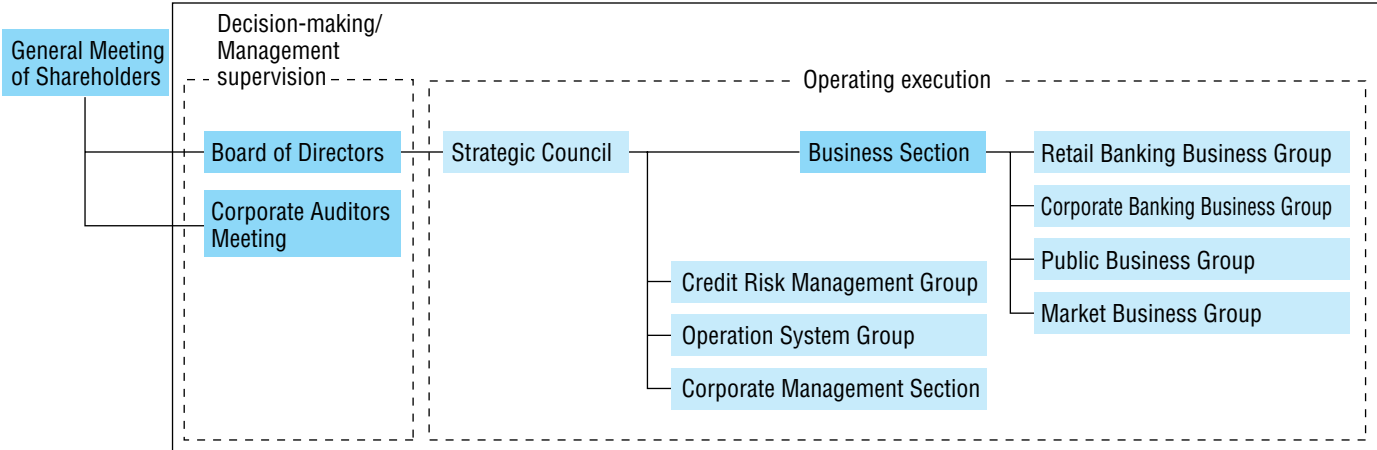 General Meeting
of Shareholders
Decision-making/
Management
supervision
Operating execution
Board of Directors
Strategic Council
Business Section
Retail Banking Business Group
Corporate Auditors
Meeting
Corporate Banking Business Group
Public Business Group
Credit Risk Management Group
Market Business Group
Operation System Group
Corporate Management Section